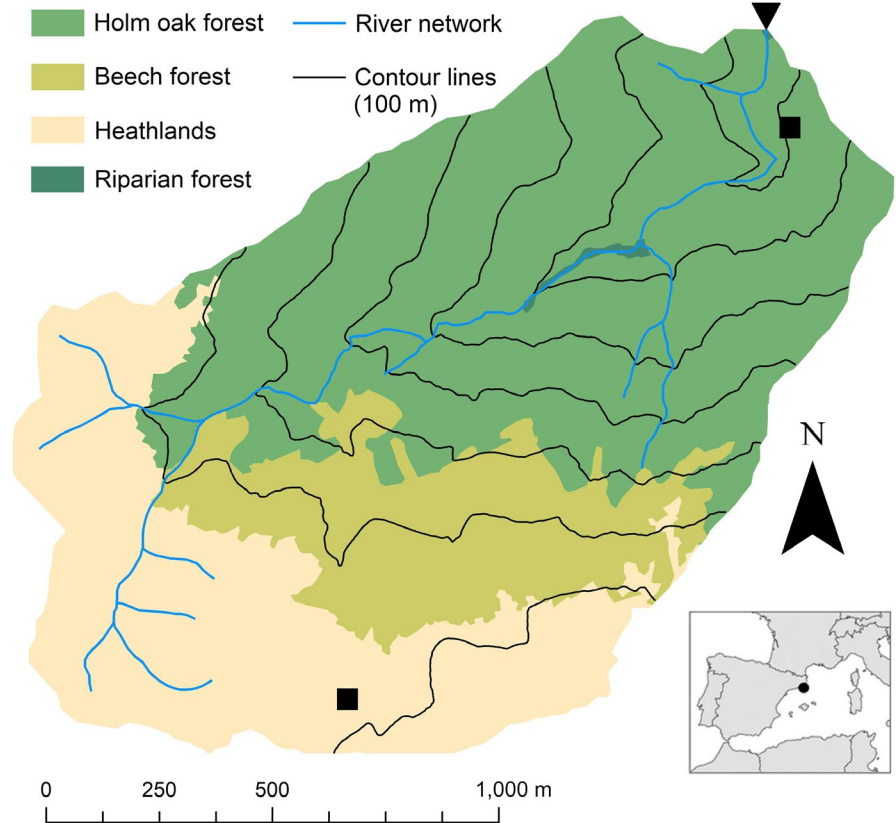 Holm oak forest
Beech forest
Heathlands
Riparian forest
River network
Contour lines
(100 m)
N
0 250 500 1,000 m